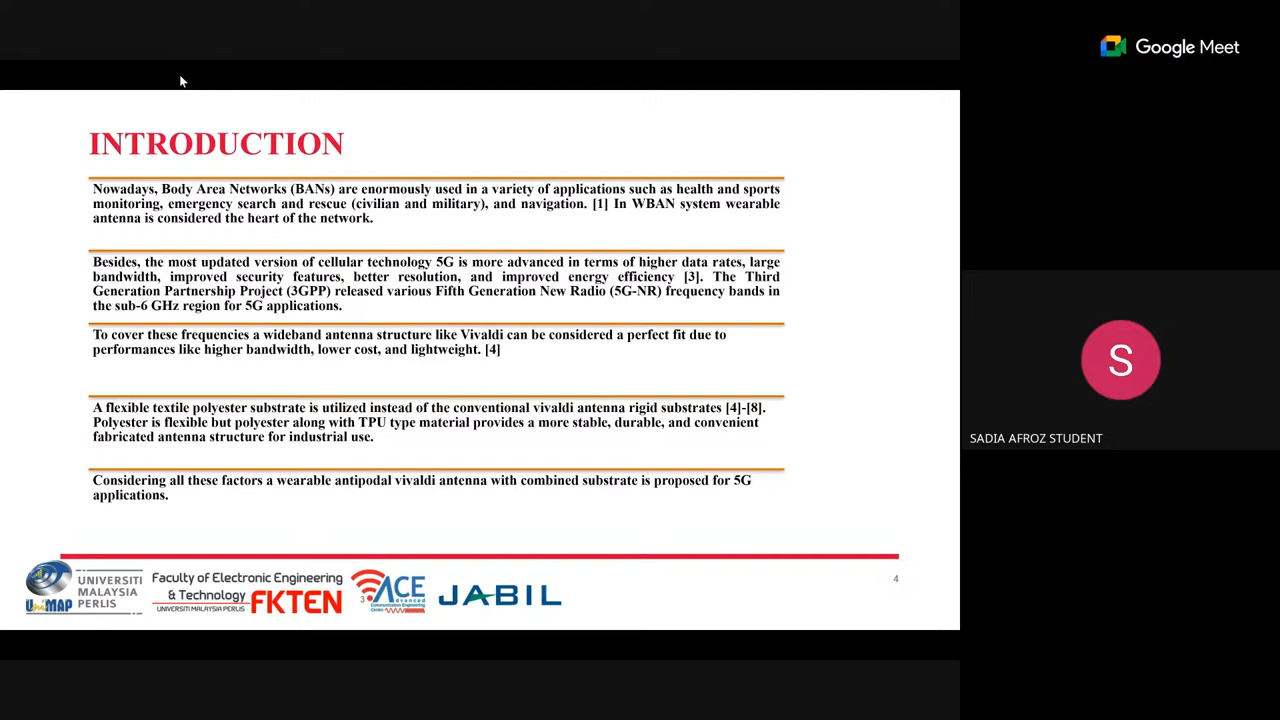 Google Meet
INTRODUCTION
Nowadays, Body Area Networks (BANs) are enormously used in a variety of applications such as health and sports
monitoring, emergency search and rescue (civilian and military), and navigation. [1] In WBAN system wearable
antenna is considered the heart of the network.
Besides, the most updated version of cellular technology 5G is more advanced in terms of higher data rates, large
bandwidth, improved security features, better resolution, and improved energy efficiency [3]. The Third
Generation Partnership Project (3GPP) released various Fifth Generation New Radio (5G-NR) frequency bands in
the sub-6 GHz region for 5G applications.
To cover these frequencies a wideband antenna structure like Vivaldi can be considered a perfect fit due to
performances like higher bandwidth, lower cost, and lightweight. [4]
A flexible textile polyester substrate is utilized instead of the conventional vivaldi antenna rigid substrates [4]-[8].
Polyester is flexible but polyester along with TPU type material provides a more stable, durable, and convenient
fabricated antenna structure for industrial use.
Considering all these factors a wearable antipodal vivaldi antenna with combined substrate is proposed for 5G
applications.
S
SADIA AFROZ STUDENT
4
UniMAP
UNIVERSITI
MALAYSIA
PERLIS
Faculty of Electronic Engineering
& Technology
UNIVERSITI MALAYSIA PERLIS
FKTEN
3
ACE
Advanced
Communication Engineering
Centre
JABIL